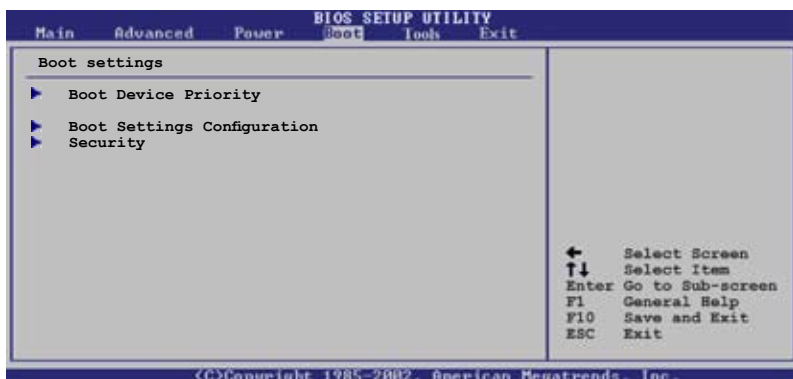 BIOS SETUP UTILITY
Main Advanced Power Boot Tools Exit
Boot settings
Boot Device Priority
Boot Settings Configuration
Security
← Select Screen
↑↓ Select Item
Enter Go to Sub-screen
F1 General Help
F10 Save and Exit
ESC Exit
(C)Copyright 1985-2002, American Megatrends, Inc.